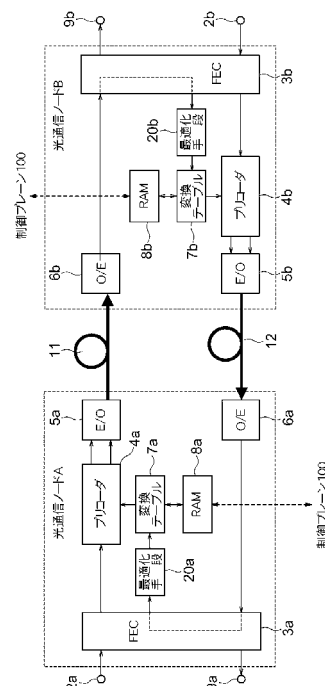 9b
2b
光通信ノードB
FEC
3b
20b
最適化手段
制御プレーン100
RAM
8b
変換テーブル
7b
プリコーダ
4b
6b
O/E
E/O
5b
11
12
光通信ノードA
5a
E/O
4a
プリコーダ
7a
変換テーブル
8a
RAM
O/E
6a
最適化手段
20a
制御プレーン100
FEC
3a
2a
9a